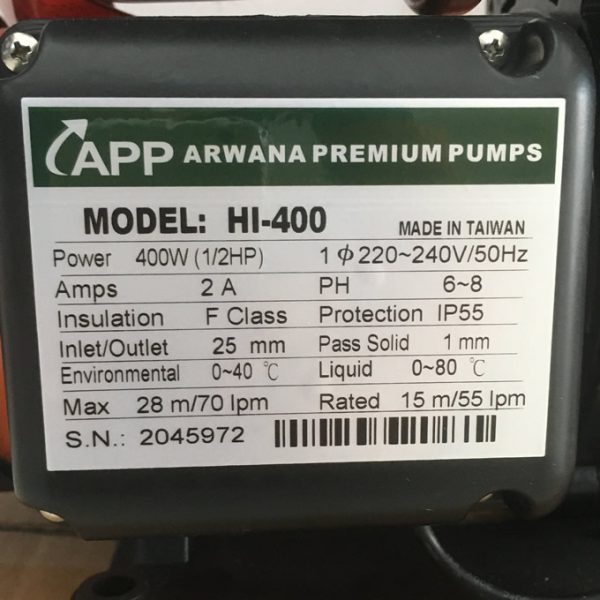 APP ARWANA PREMIUM PUMPS
MODEL: HI-400 MADE IN TAIWAN
Power 400W (1/2HP) 1 ϕ 220~240V/50Hz
Amps 2 A PH 6~8
Insulation F Class Protection IP55
Inlet/Outlet 25 mm Pass Solid 1 mm
Environmental 0~40 ℃ Liquid 0~80 ℃
Max 28 m/70 lpm Rated 15 m/55 lpm
S.N.: 2045972